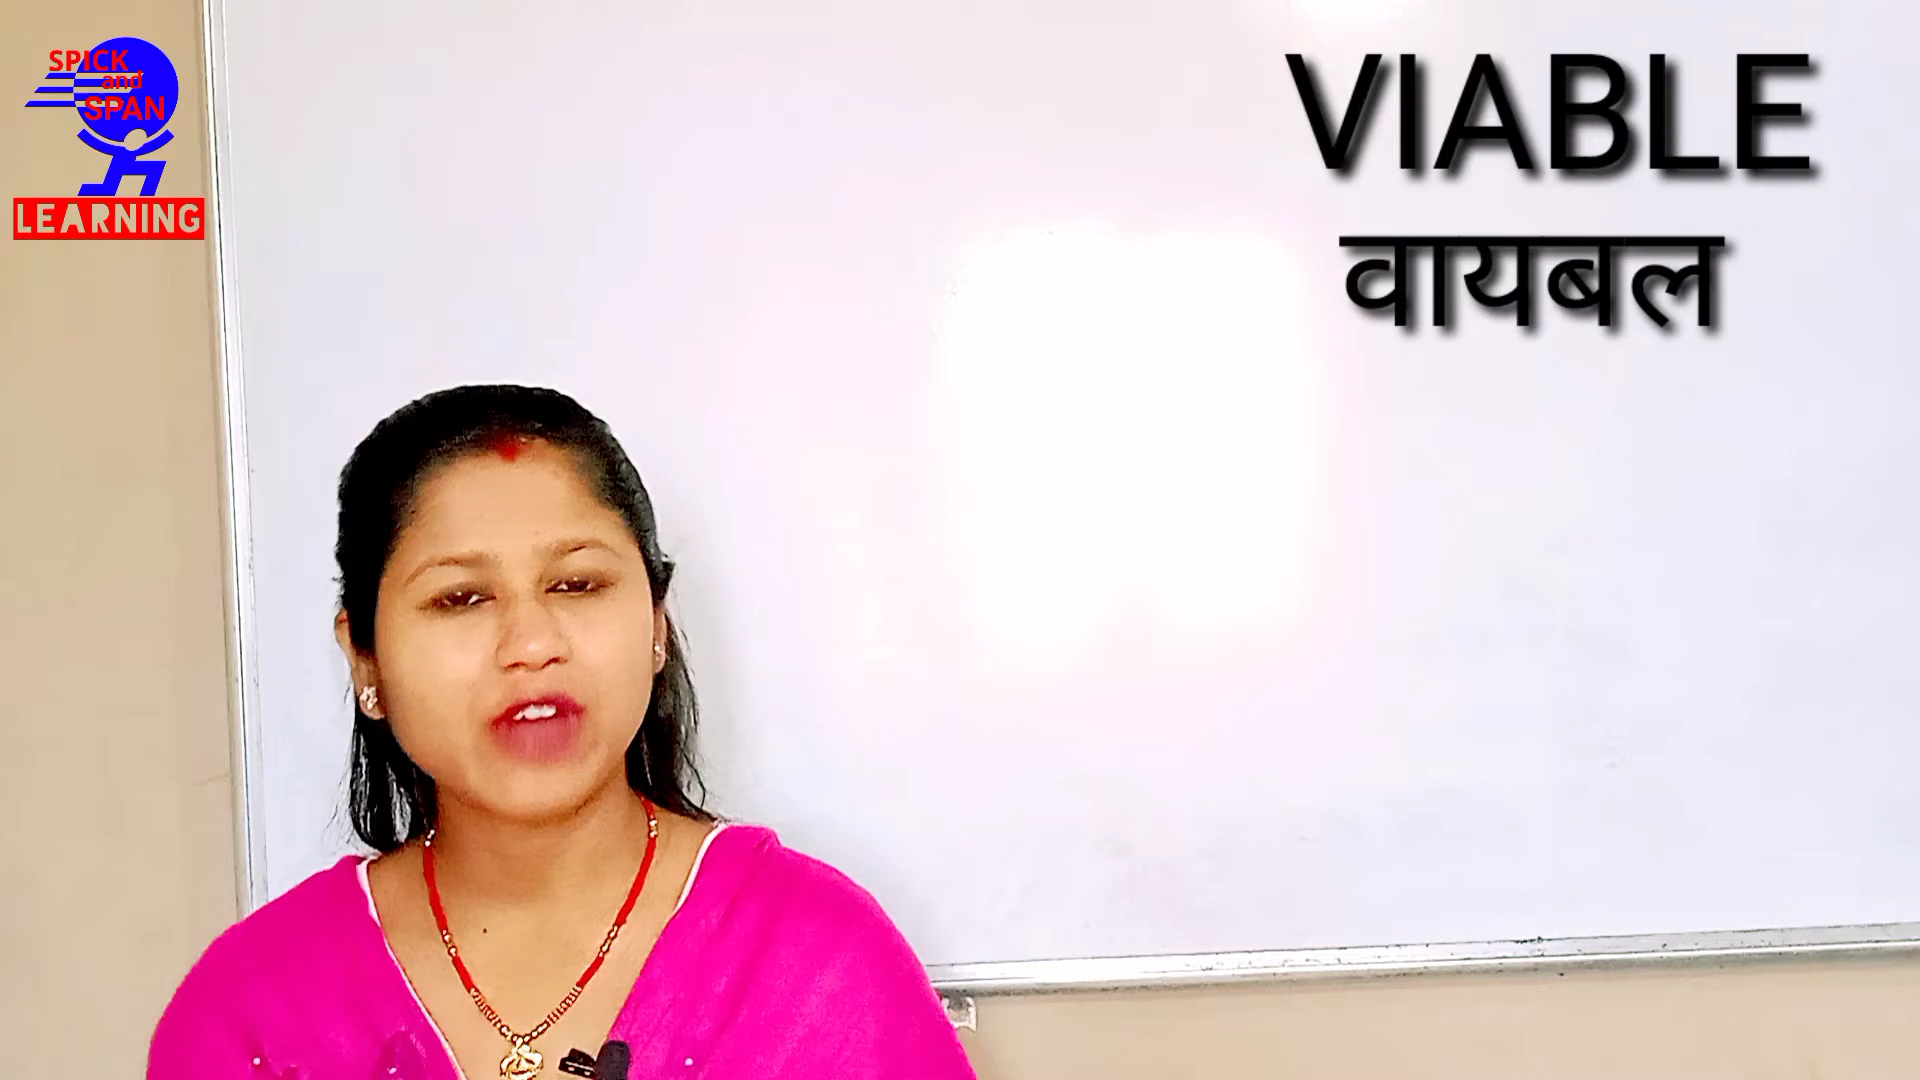 SPICK
and
SPAN
LEARNING
VIABLE
वायबल